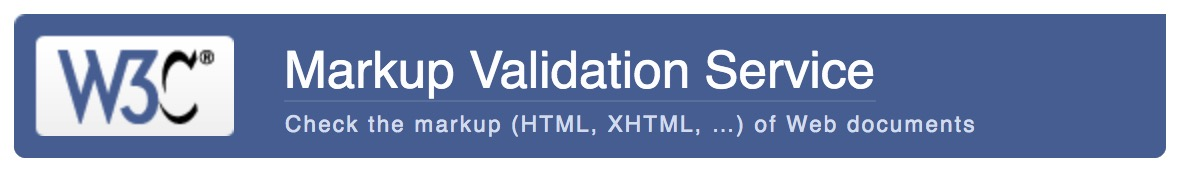 W3C®
Markup Validation Service
Check the markup (HTML, XHTML, …) of Web documents